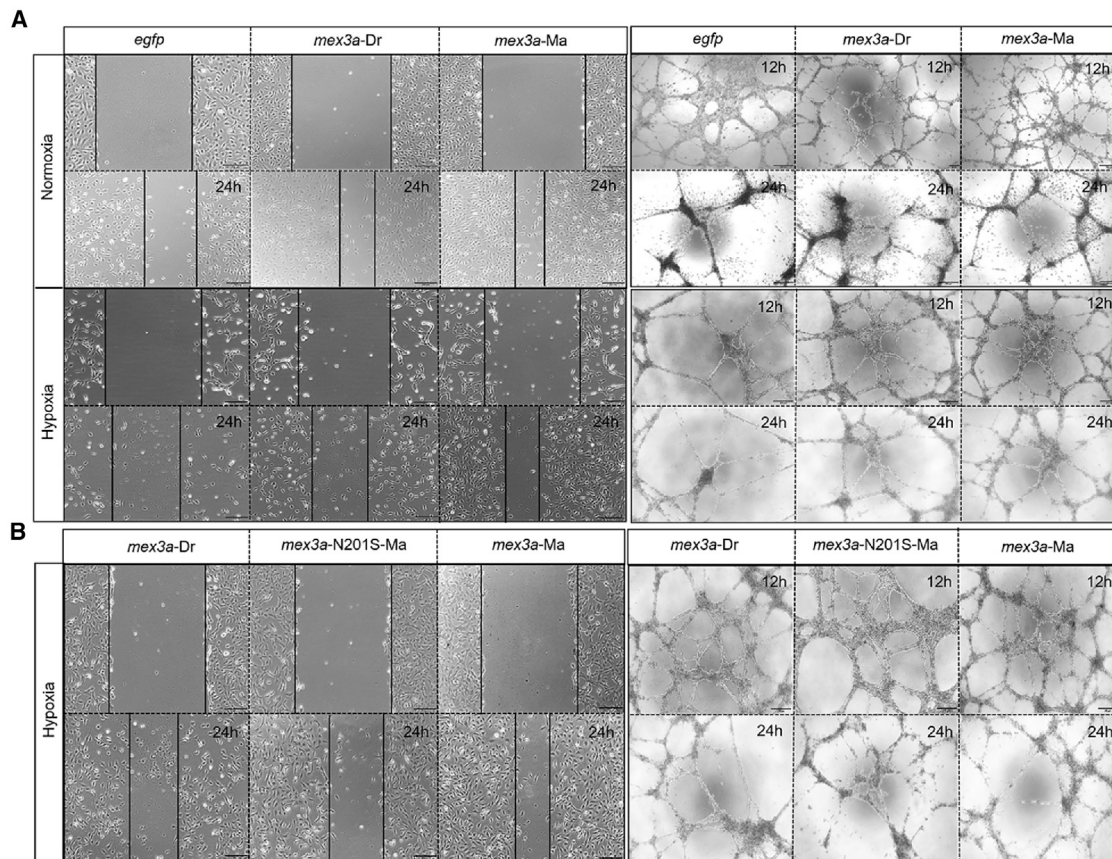 A
egfp mex3a-Dr mex3a-Ma egfp mex3a-Dr mex3a-Ma
Normoxia
12h 12h 12h
24h 24h 24h 24h 24h 24h
Hypoxia
12h 12h 12h
24h 24h 24h 24h 24h 24h
B
mex3a-Dr mex3a-N201S-Ma mex3a-Ma mex3a-Dr mex3a-N201S-Ma mex3a-Ma
Hypoxia
12h 12h 12h
24h 24h 24h 24h 24h 24h